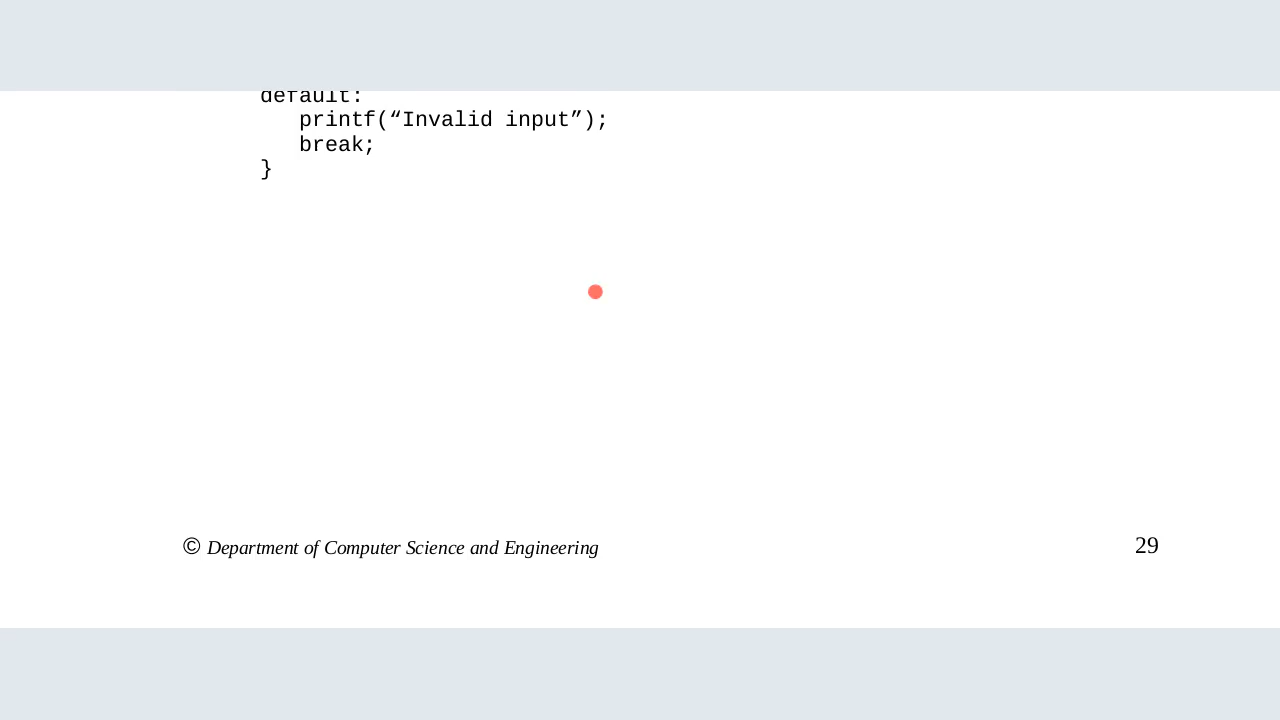 default:
printf(“Invalid input”);
break;
}
© Department of Computer Science and Engineering
29